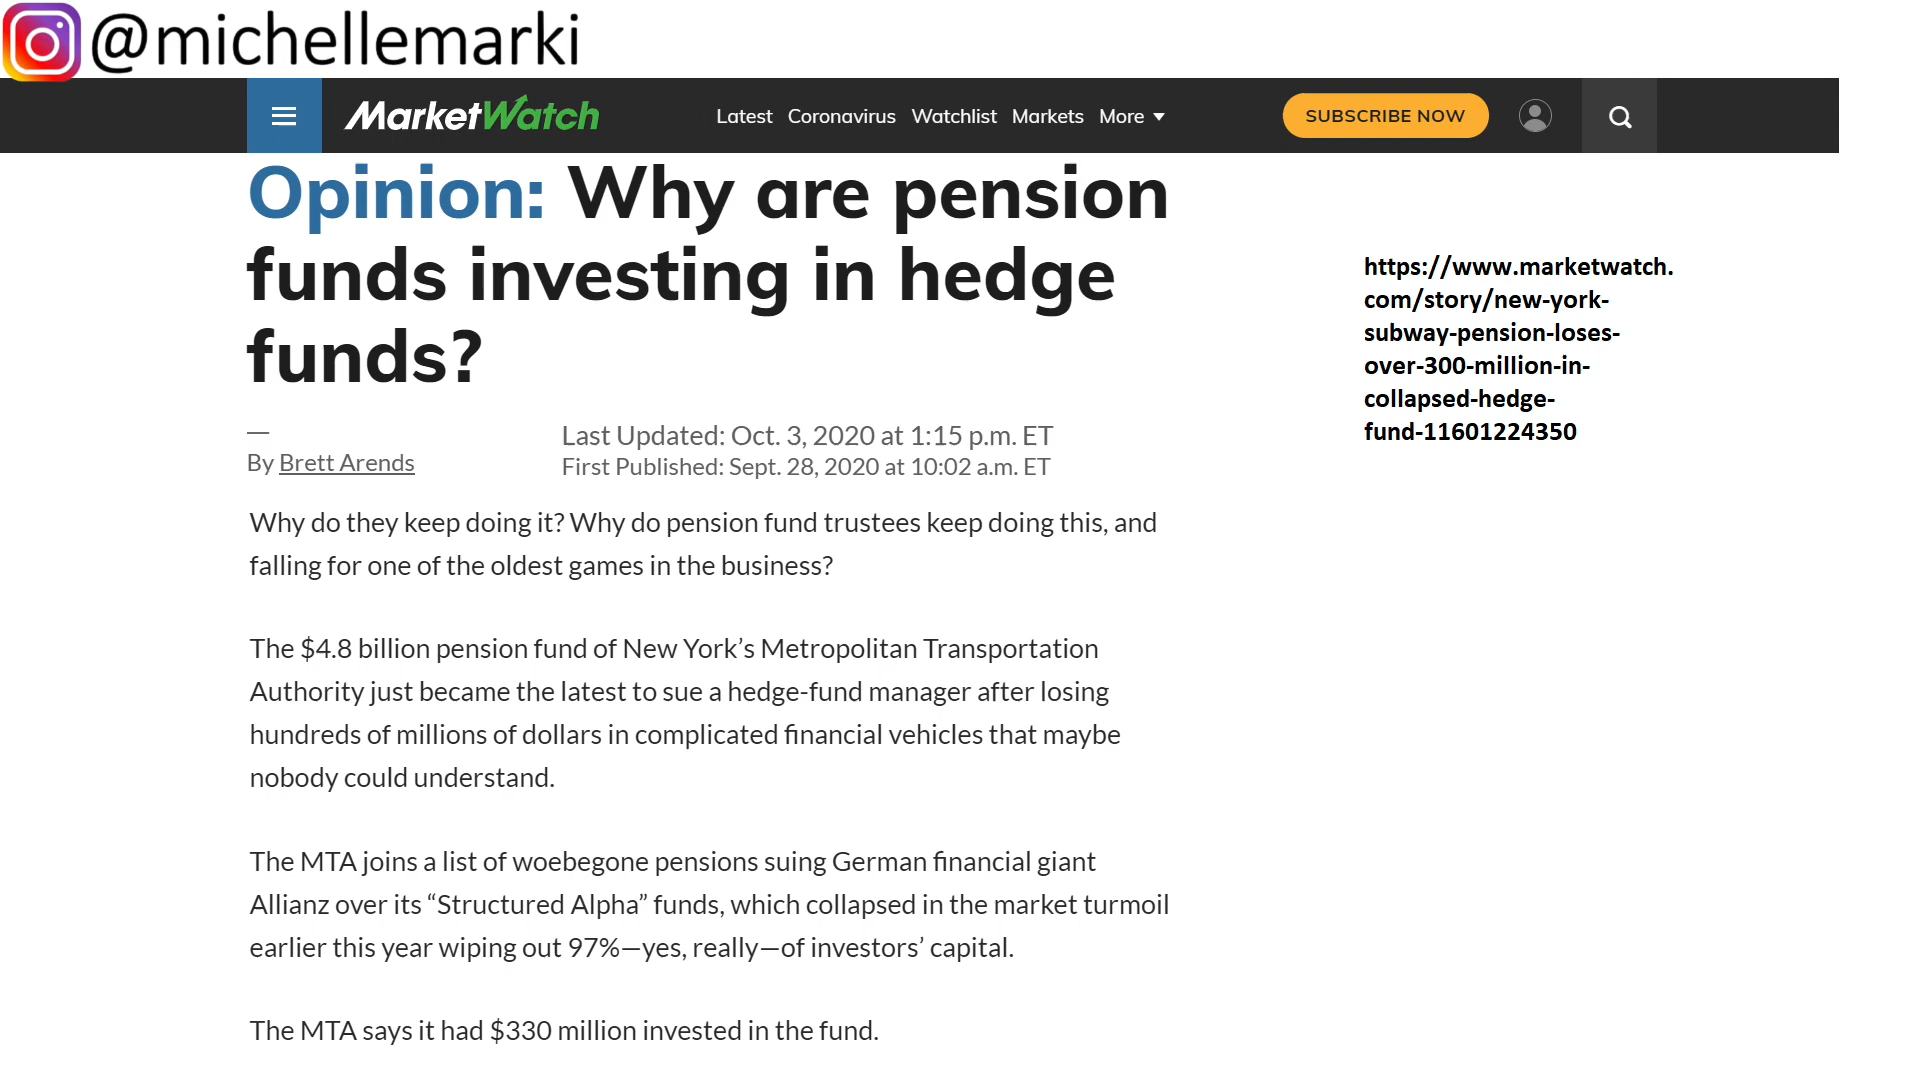 @michellemarki
MarketWatch
Latest Coronavirus Watchlist Markets More
SUBSCRIBE NOW
Opinion: Why are pension
funds investing in hedge
funds?
—
By Brett Arends
Last Updated: Oct. 3, 2020 at 1:15 p.m. ET
First Published: Sept. 28, 2020 at 10:02 a.m. ET
https://www.marketwatch.
com/story/new-york-
subway-pension-loses-
over-300-million-in-
collapsed-hedge-
fund-11601224350
Why do they keep doing it? Why do pension fund trustees keep doing this, and
falling for one of the oldest games in the business?
The $4.8 billion pension fund of New York’s Metropolitan Transportation
Authority just became the latest to sue a hedge-fund manager after losing
hundreds of millions of dollars in complicated financial vehicles that maybe
nobody could understand.
The MTA joins a list of woebegone pensions suing German financial giant
Allianz over its “Structured Alpha” funds, which collapsed in the market turmoil
earlier this year wiping out 97%—yes, really—of investors’ capital.
The MTA says it had $330 million invested in the fund.